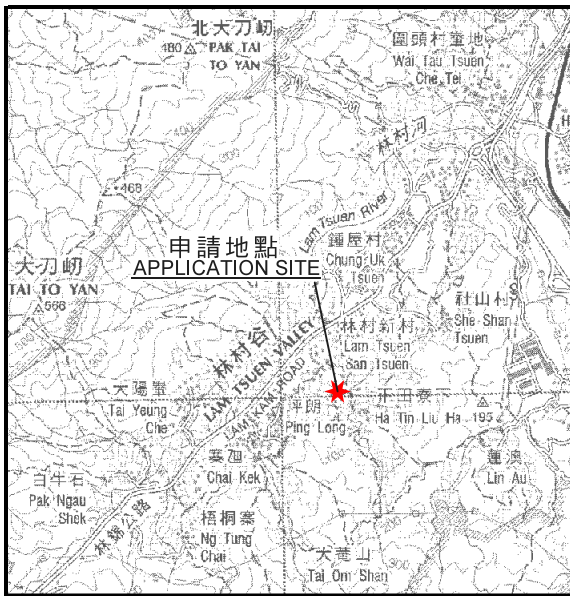 北大刀屻
480
PAK TAI
TO YAN
圍頭村輋地
Wai Tau Tsuen
Che Tei
林村河
Lam Tsuen River
468
申請地點
APPLICATION SITE
鍾屋村
Chung Uk
Tsuen
大刀屻
TAI TO YAN
566
社山村
She Shan
Tsuen
林村新村
Lam Tsuen
San Tsuen
林村谷
LAM TSUEN VALLEY
LAM KAM ROAD
大陽輋
Tai Yeung
Che
坪朗
Ping Long
Ha Tin Liu Ha
195
寨乪
Chai Kek
蓮澳
Lin Au
白牛石
Pak Ngau
Shek
林錦公路
梧桐寨
Ng Tung
Chai
大菴山
Tai Om Shan